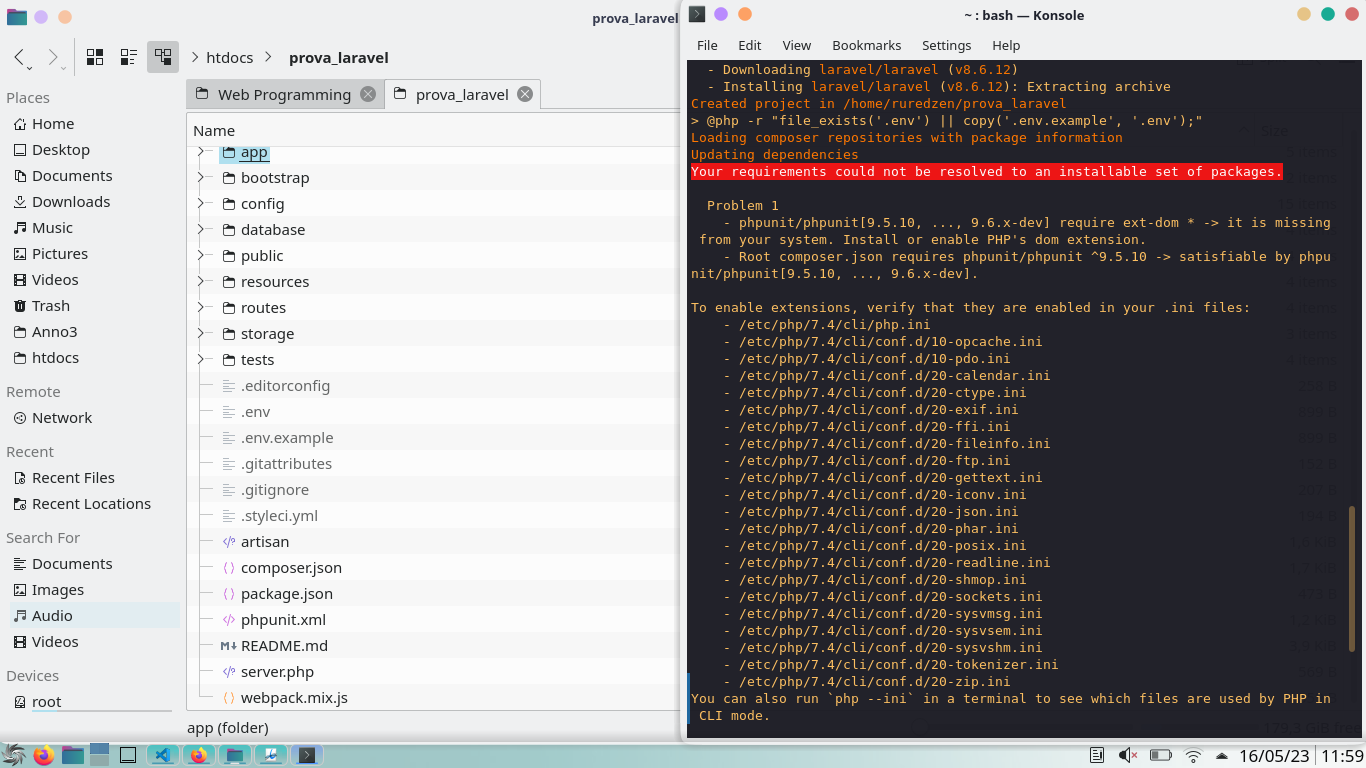 prova_laravel
htdocs
prova_laravel
Web Programming
prova_laravel
Places
Home
Desktop
Documents
Downloads
Music
Pictures
Videos
Trash
Anno3
htdocs
Remote
Network
Recent
Recent Files
Recent Locations
Search For
Documents
Images
Audio
Videos
Devices
root
Name
app
bootstrap
config
database
public
resources
routes
storage
tests
.editorconfig
.env
.env.example
.gitattributes
.gitignore
.styleci.yml
artisan
composer.json
package.json
phpunit.xml
README.md
server.php
webpack.mix.js
app (folder)
~ : bash — Konsole
File Edit View Bookmarks Settings Help
- Downloading laravel/laravel (v8.6.12)
- Installing laravel/laravel (v8.6.12): Extracting archive
Created project in /home/ruredzen/prova_laravel
> @php -r "file_exists('.env') || copy('.env.example', '.env');"
Loading composer repositories with package information
Updating dependencies
Your requirements could not be resolved to an installable set of packages.
Problem 1
- phpunit/phpunit[9.5.10, ..., 9.6.x-dev] require ext-dom * -> it is missing
from your system. Install or enable PHP's dom extension.
- Root composer.json requires phpunit/phpunit ^9.5.10 -> satisfiable by phpu
nit/phpunit[9.5.10, ..., 9.6.x-dev].
To enable extensions, verify that they are enabled in your .ini files:
- /etc/php/7.4/cli/php.ini
- /etc/php/7.4/cli/conf.d/10-opcache.ini
- /etc/php/7.4/cli/conf.d/10-pdo.ini
- /etc/php/7.4/cli/conf.d/20-calendar.ini
- /etc/php/7.4/cli/conf.d/20-ctype.ini
- /etc/php/7.4/cli/conf.d/20-exif.ini
- /etc/php/7.4/cli/conf.d/20-ffi.ini
- /etc/php/7.4/cli/conf.d/20-fileinfo.ini
- /etc/php/7.4/cli/conf.d/20-ftp.ini
- /etc/php/7.4/cli/conf.d/20-gettext.ini
- /etc/php/7.4/cli/conf.d/20-iconv.ini
- /etc/php/7.4/cli/conf.d/20-json.ini
- /etc/php/7.4/cli/conf.d/20-phar.ini
- /etc/php/7.4/cli/conf.d/20-posix.ini
- /etc/php/7.4/cli/conf.d/20-readline.ini
- /etc/php/7.4/cli/conf.d/20-shmop.ini
- /etc/php/7.4/cli/conf.d/20-sockets.ini
- /etc/php/7.4/cli/conf.d/20-sysvmsg.ini
- /etc/php/7.4/cli/conf.d/20-sysvsem.ini
- /etc/php/7.4/cli/conf.d/20-sysvshm.ini
- /etc/php/7.4/cli/conf.d/20-tokenizer.ini
- /etc/php/7.4/cli/conf.d/20-zip.ini
You can also run `php --ini` in a terminal to see which files are used by PHP in
CLI mode.
16/05/23 11:59